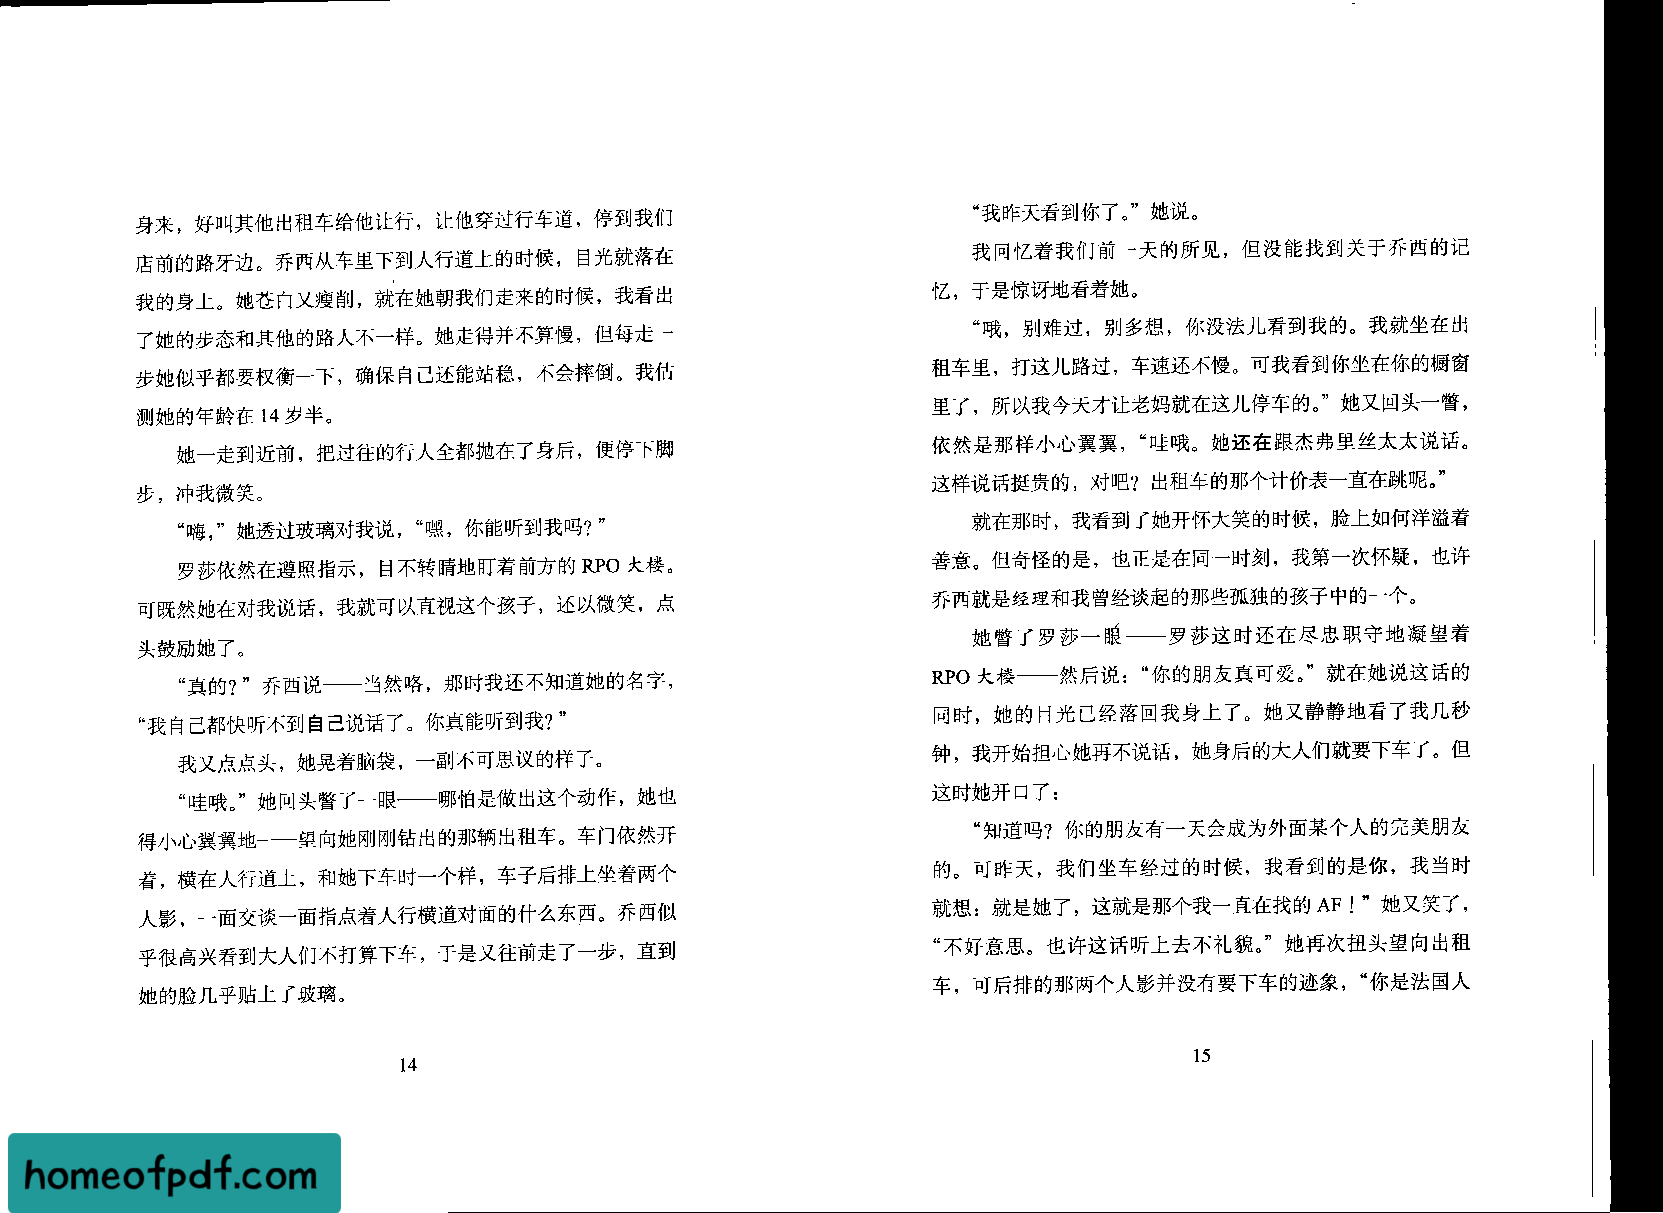 身来，好叫其他出租车给他让行，让他穿过行车道，停到我们
店前的路牙边。乔西从车里下到人行道上的时候，目光就落在
我的身上。她苍白又瘦削，就在她朝我们走来的时候，我看出
了她的步态和其他的路人不一样。她走得并不算慢，但每走一
步她似乎都要权衡一下，确保自己还能站稳，不会摔倒。我估
测她的年龄在 14 岁半。
她一走到近前，把过往的行人全都抛在了身后，便停下脚
步，冲我微笑。
“嗨，”她透过玻璃对我说，“嘿，你能听到我吗？”
罗莎依然在遵照指示，目不转睛地盯着前方的 RPO 大楼。
可既然她在对我说话，我就可以直视这个孩子，还以微笑，点
头鼓励她了。
“真的？”乔西说——当然咯，那时我还不知道她的名字，
“我自己都快听不到自己说话了。你真能听到我？”
我又点点头，她晃着脑袋，一副不可思议的样子。
“哇哦。”她回头瞥了一眼——哪怕是做出这个动作，她也
得小心翼翼地——望向她刚刚钻出的那辆出租车。车门依然开
着，横在人行道上，和她下车时一个样，车子后排上坐着两个
人影，一面交谈一面指点着人行横道对面的什么东西。乔西似
乎很高兴看到大人们不打算下车，于是又往前走了一步，直到
她的脸几乎贴上了玻璃。
14
“我昨天看到你了。”她说。
我回忆着我们前一天的所见，但没能找到关于乔西的记
忆，于是惊讶地看着她。
“哦，别难过，别多想，你没法儿看到我的。我就坐在出
租车里，打这儿路过，车速还不慢。可我看到你坐在你的橱窗
里了，所以我今天才让老妈就在这儿停车的。”她又回头一瞥，
依然是那样小心翼翼，“哇哦。她还在跟杰弗里丝太太说话。
这样说话挺贵的，对吧？出租车的那个计价表一直在跳呢。”
就在那时，我看到了她开怀大笑的时候，脸上如何洋溢着
善意。但奇怪的是，也正是在同一时刻，我第一次怀疑，也许
乔西就是经理和我曾经谈起的那些孤独的孩子中的一个。
她瞥了罗莎一眼——罗莎这时还在尽忠职守地凝望着
RPO 大楼——然后说：“你的朋友真可爱。”就在她说这话的
同时，她的目光已经落回我身上了。她又静静地看了我几秒
钟，我开始担心她再不说话，她身后的大人们就要下车了。但
这时她开口了：
“知道吗？你的朋友有一天会成为外面某个人的完美朋友
的。可昨天，我们坐车经过的时候，我看到的是你，我当时
就想：就是她了，这就是那个我一直在找的 AF！”她又笑了，
“不好意思。也许这话听上去不礼貌。”她再次扭头望向出租
车，可后排的那两个人影并没有要下车的迹象，“你是法国人
15
homeofpdf.com